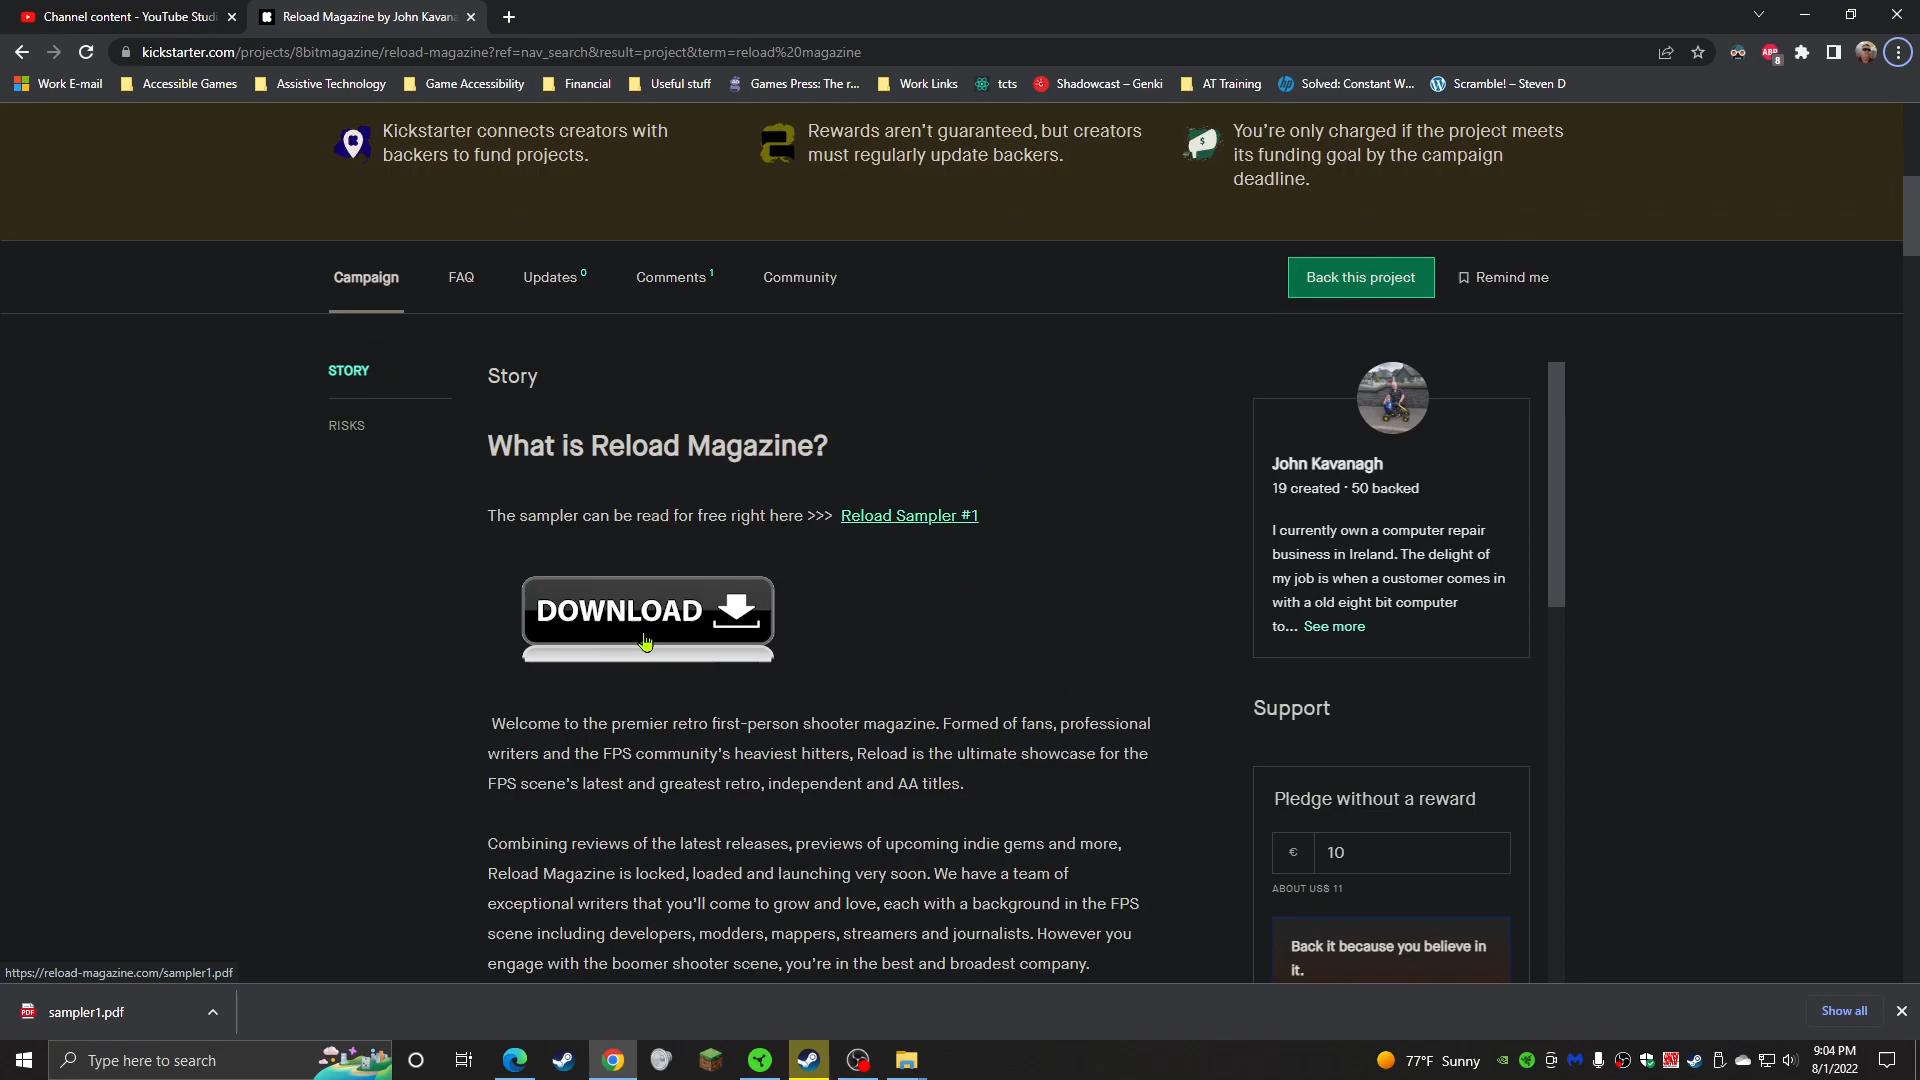 Channel content - YouTube Studi
Reload Magazine by John Kavana
kickstarter.com/projects/8bitmagazine/reload-magazine?ref=nav_search&result=project&term=reload%20magazine
ABP
8
Work E-mail
Accessible Games
Assistive Technology
Game Accessibility
Financial
Useful stuff
Games Press: The r...
Work Links
tcts
Shadowcast – Genki
AT Training
Solved: Constant W...
Scramble! – Steven D
Kickstarter connects creators with
backers to fund projects.
Rewards aren't guaranteed, but creators
must regularly update backers.
You're only charged if the project meets
its funding goal by the campaign
deadline.
Campaign
FAQ
Updates 0
Comments 1
Community
Back this project
Remind me
STORY
RISKS
Story
What is Reload Magazine?
The sampler can be read for free right here >>> Reload Sampler #1
DOWNLOAD
Welcome to the premier retro first-person shooter magazine. Formed of fans, professional
writers and the FPS community's heaviest hitters, Reload is the ultimate showcase for the
FPS scene's latest and greatest retro, independent and AA titles.
Combining reviews of the latest releases, previews of upcoming indie gems and more,
Reload Magazine is locked, loaded and launching very soon. We have a team of
exceptional writers that you'll come to grow and love, each with a background in the FPS
scene including developers, modders, mappers, streamers and journalists. However you
engage with the boomer shooter scene, you're in the best and broadest company.
John Kavanagh
19 created · 50 backed
I currently own a computer repair
business in Ireland. The delight of
my job is when a customer comes in
with a old eight bit computer
to... See more
Support
Pledge without a reward
€
10
ABOUT US$ 11
Back it because you believe in
it.
https://reload-magazine.com/sampler1.pdf
PDF
sampler1.pdf
Show all
Type here to search
77°F Sunny
9:04 PM
8/1/2022